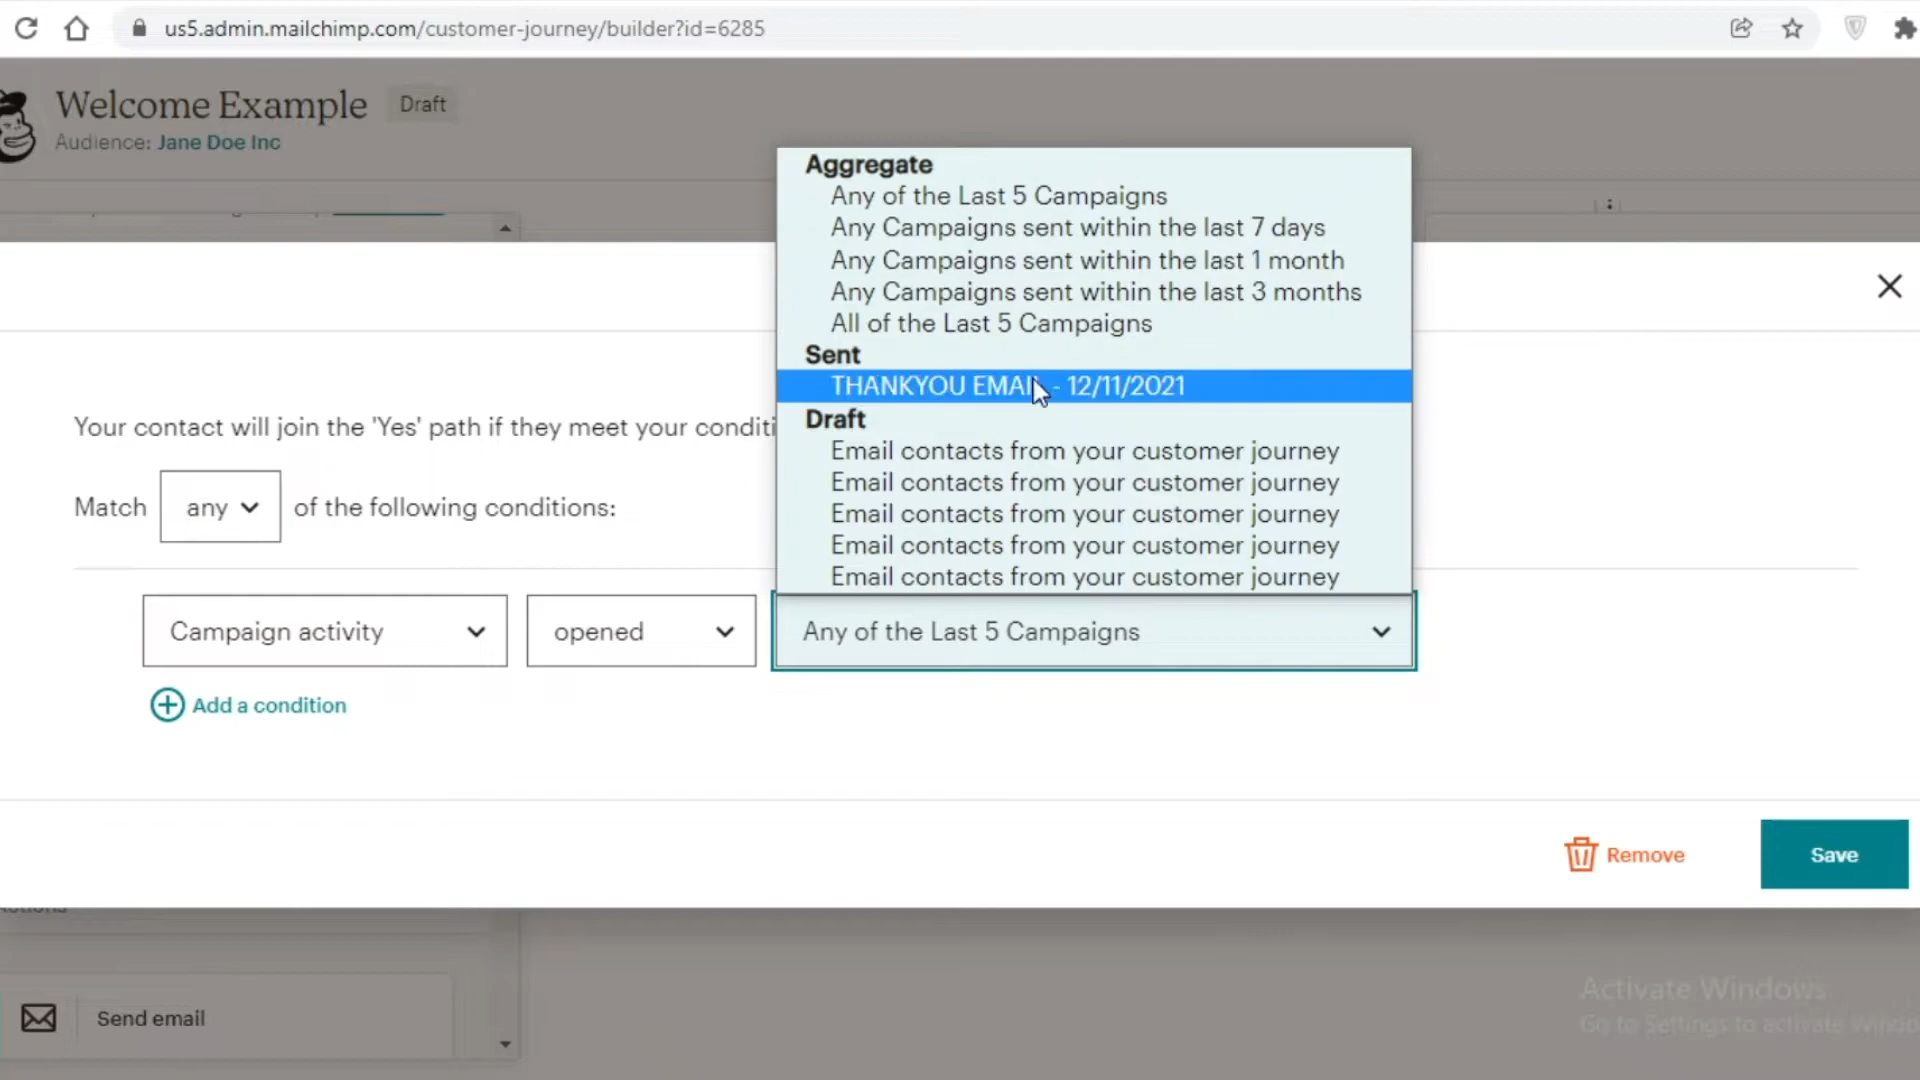 us5.admin.mailchimp.com/customer-journey/builder?id=6285
Welcome Example
Draft
Audience: Jane Doe Inc
Aggregate
Any of the Last 5 Campaigns
Any Campaigns sent within the last 7 days
Any Campaigns sent within the last 1 month
Any Campaigns sent within the last 3 months
All of the Last 5 Campaigns
Sent
THANKYOU EMAIL - 12/11/2021
Draft
Email contacts from your customer journey
Email contacts from your customer journey
Email contacts from your customer journey
Email contacts from your customer journey
Email contacts from your customer journey
Your contact will join the 'Yes' path if they meet your conditi
Match any of the following conditions:
Campaign activity
opened
Any of the Last 5 Campaigns
Add a condition
Remove
Save
Send email
Activate Windows
Go to Settings to activate Windo